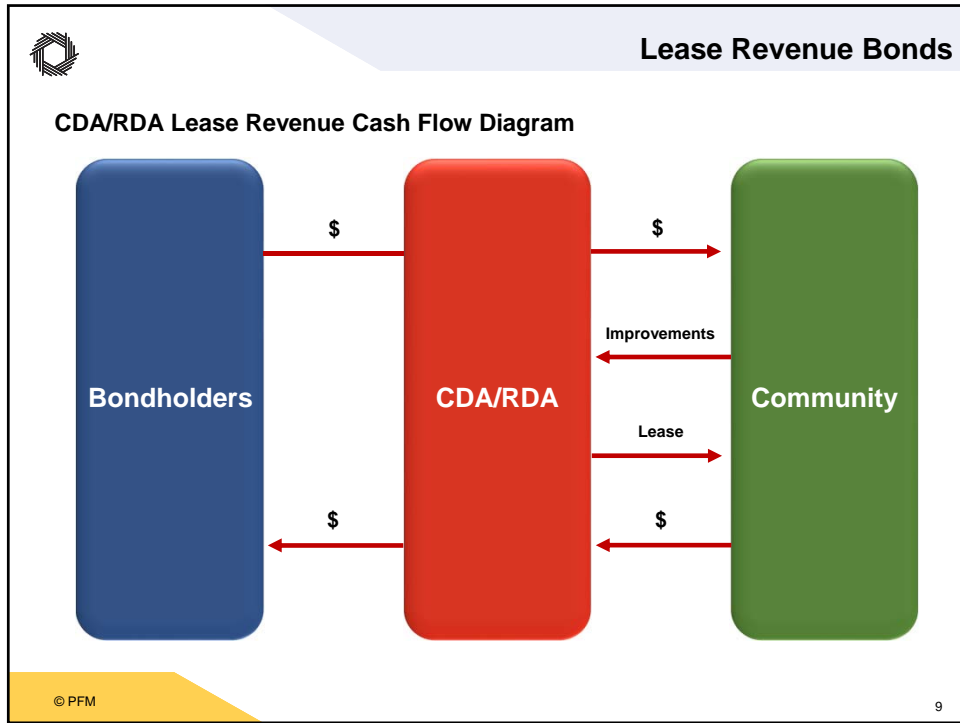 Lease Revenue Bonds
CDA/RDA Lease Revenue Cash Flow Diagram
$
$
Improvements
Bondholders
CDA/RDA
Community
Lease
$
$
© PFM
9